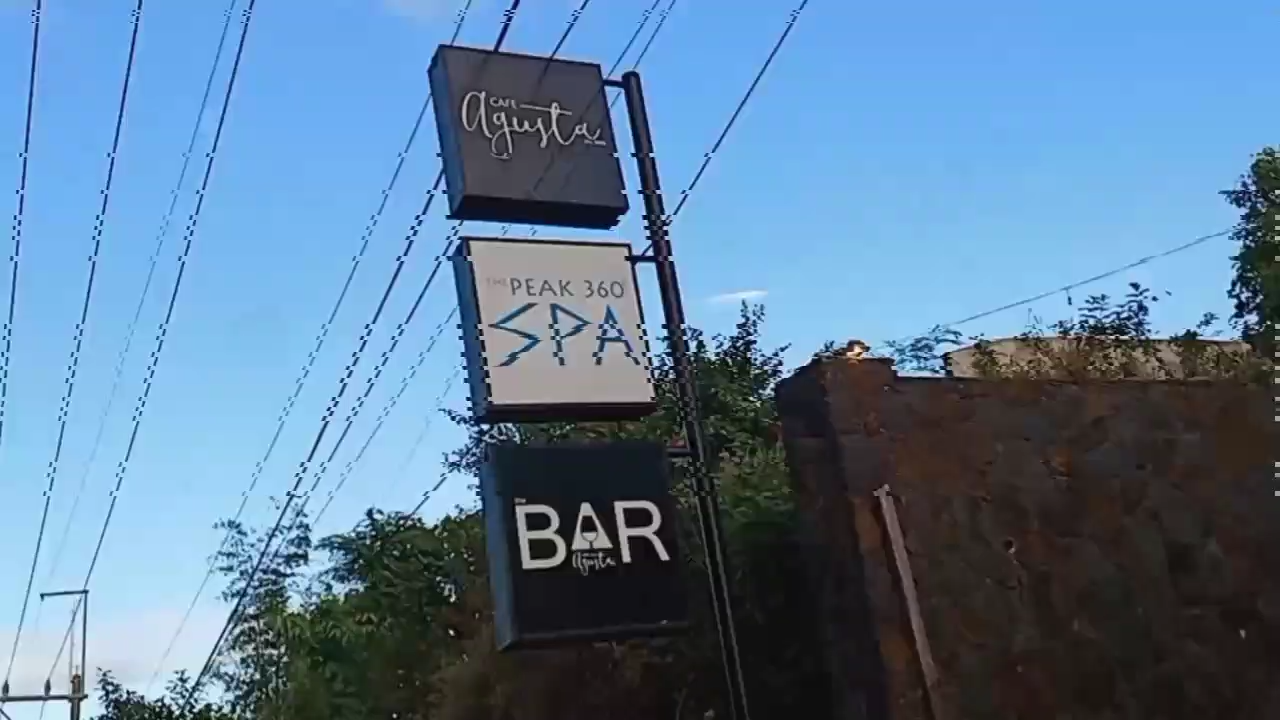 CAFE
Agusta
THE PEAK 360
SPA
THE
BAR
Agusta